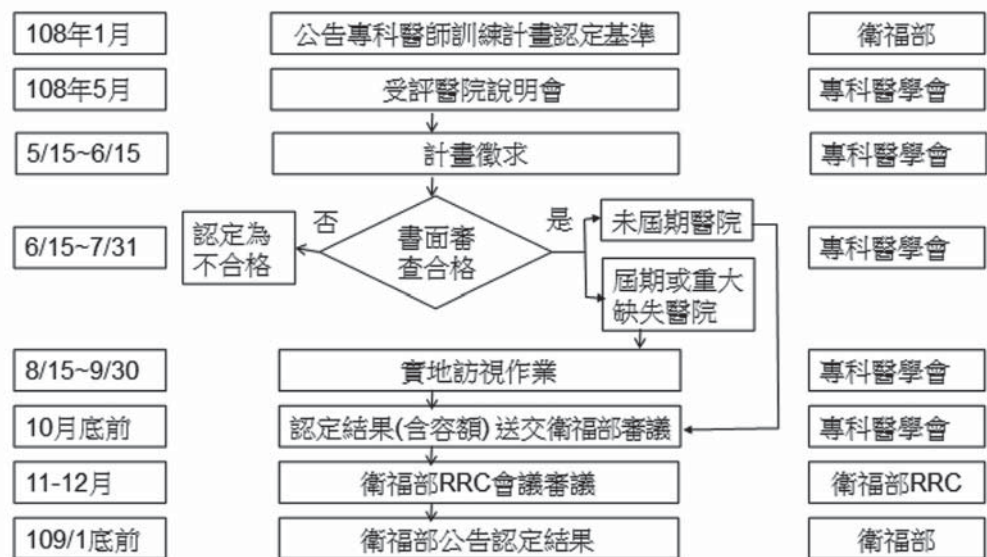 108年1月
公告專科醫師訓練計畫認定基準
衛福部
108年5月
受評醫院說明會
專科醫學會
5/15~6/15
計畫徵求
專科醫學會
6/15~7/31
認定為
不合格
否
書面審
查合格
是
未屆期醫院
屆期或重大
缺失醫院
專科醫學會
8/15~9/30
實地訪視作業
專科醫學會
10月底前
認定結果(含容額) 送交衛福部審議
專科醫學會
11-12月
衛福部RRC會議審議
衛福部RRC
109/1底前
衛福部公告認定結果
衛福部